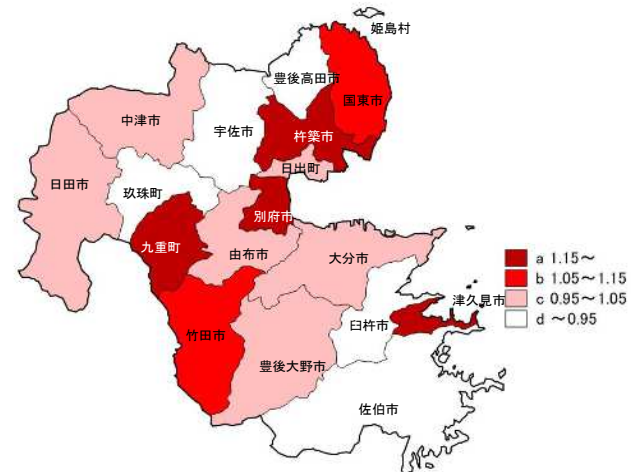 姫島村
豊後高田市
国東市
中津市
宇佐市
杵築市
日出町
日田市
玖珠町
別府市
九重町
由布市
大分市
a 1.15～
b 1.05～1.15
c 0.95～1.05
d ～0.95
津久見市
臼杵市
竹田市
豊後大野市
佐伯市